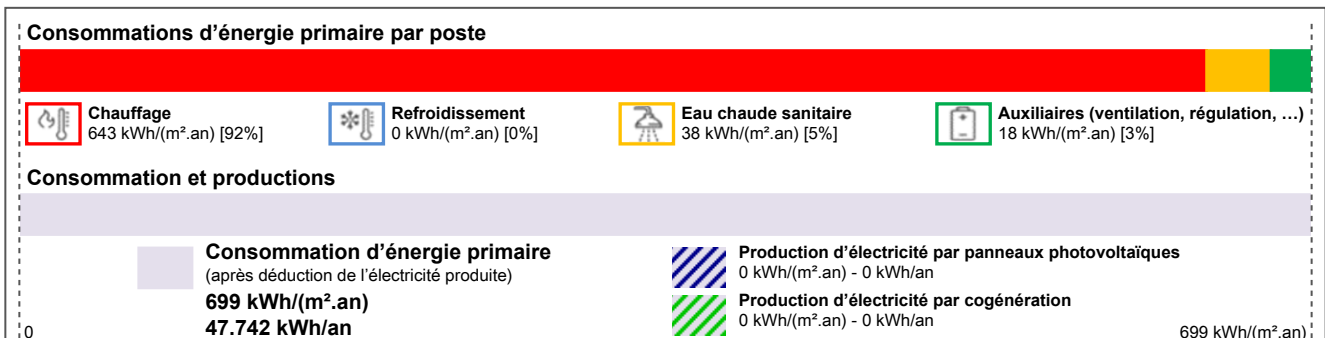 Consommations d'énergie primaire par poste
Chauffage
643 kWh/(m².an) [92%]
Refroidissement
0 kWh/(m².an) [0%]
Eau chaude sanitaire
38 kWh/(m².an) [5%]
Auxiliaires (ventilation, régulation, …)
18 kWh/(m².an) [3%]
Consommation et productions
Consommation d'énergie primaire
(après déduction de l'électricité produite)
699 kWh/(m².an)
47.742 kWh/an
Production d'électricité par panneaux photovoltaïques
0 kWh/(m².an) - 0 kWh/an
Production d'électricité par cogénération
0 kWh/(m².an) - 0 kWh/an
0
699 kWh/(m².an)